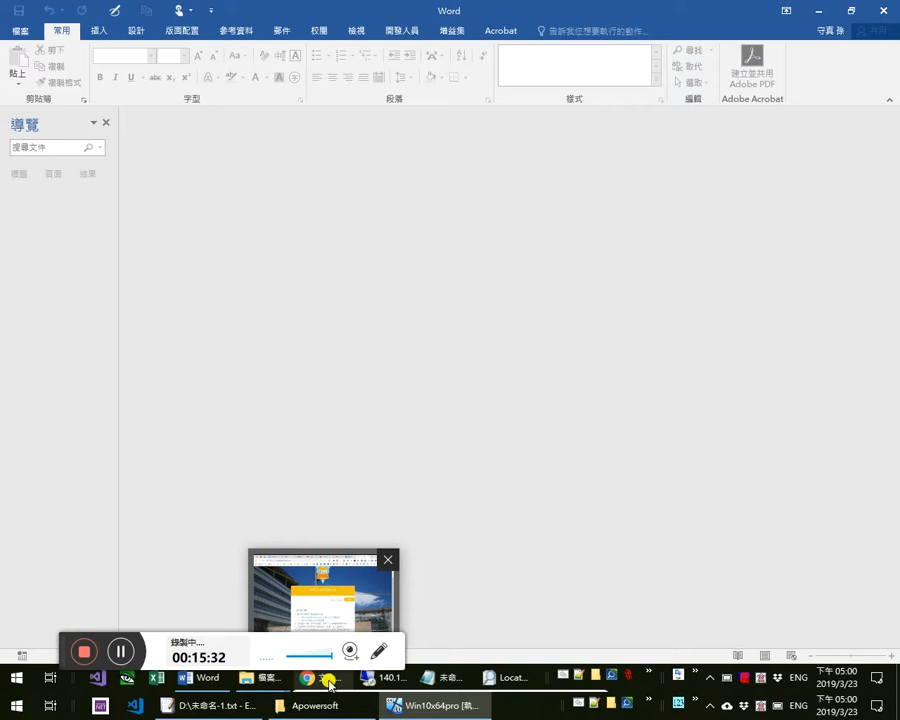 Word
檔案 常用 插入 設計 版面配置 參考資料 郵件 校閱 檢視 開發人員 增益集 Acrobat 告訴我您想要執行的動作... 守真 孫 共用
貼上
剪下
複製
複製格式
剪貼簿
B I U abc x₂ x²
Aa
A
字型
段落
樣式
尋找
取代
選取
編輯
建立並共用
Adobe PDF
Adobe Acrobat
導覽
搜尋文件
標題 頁面 結果
錄製中....
00:15:32
Word 檔案... 140.1... 未命... Locat... ENG 下午 05:00
2019/3/23
D:\未命名-1.txt - E... Apowersoft Win10x64pro [執... ENG 下午 05:00
2019/3/23